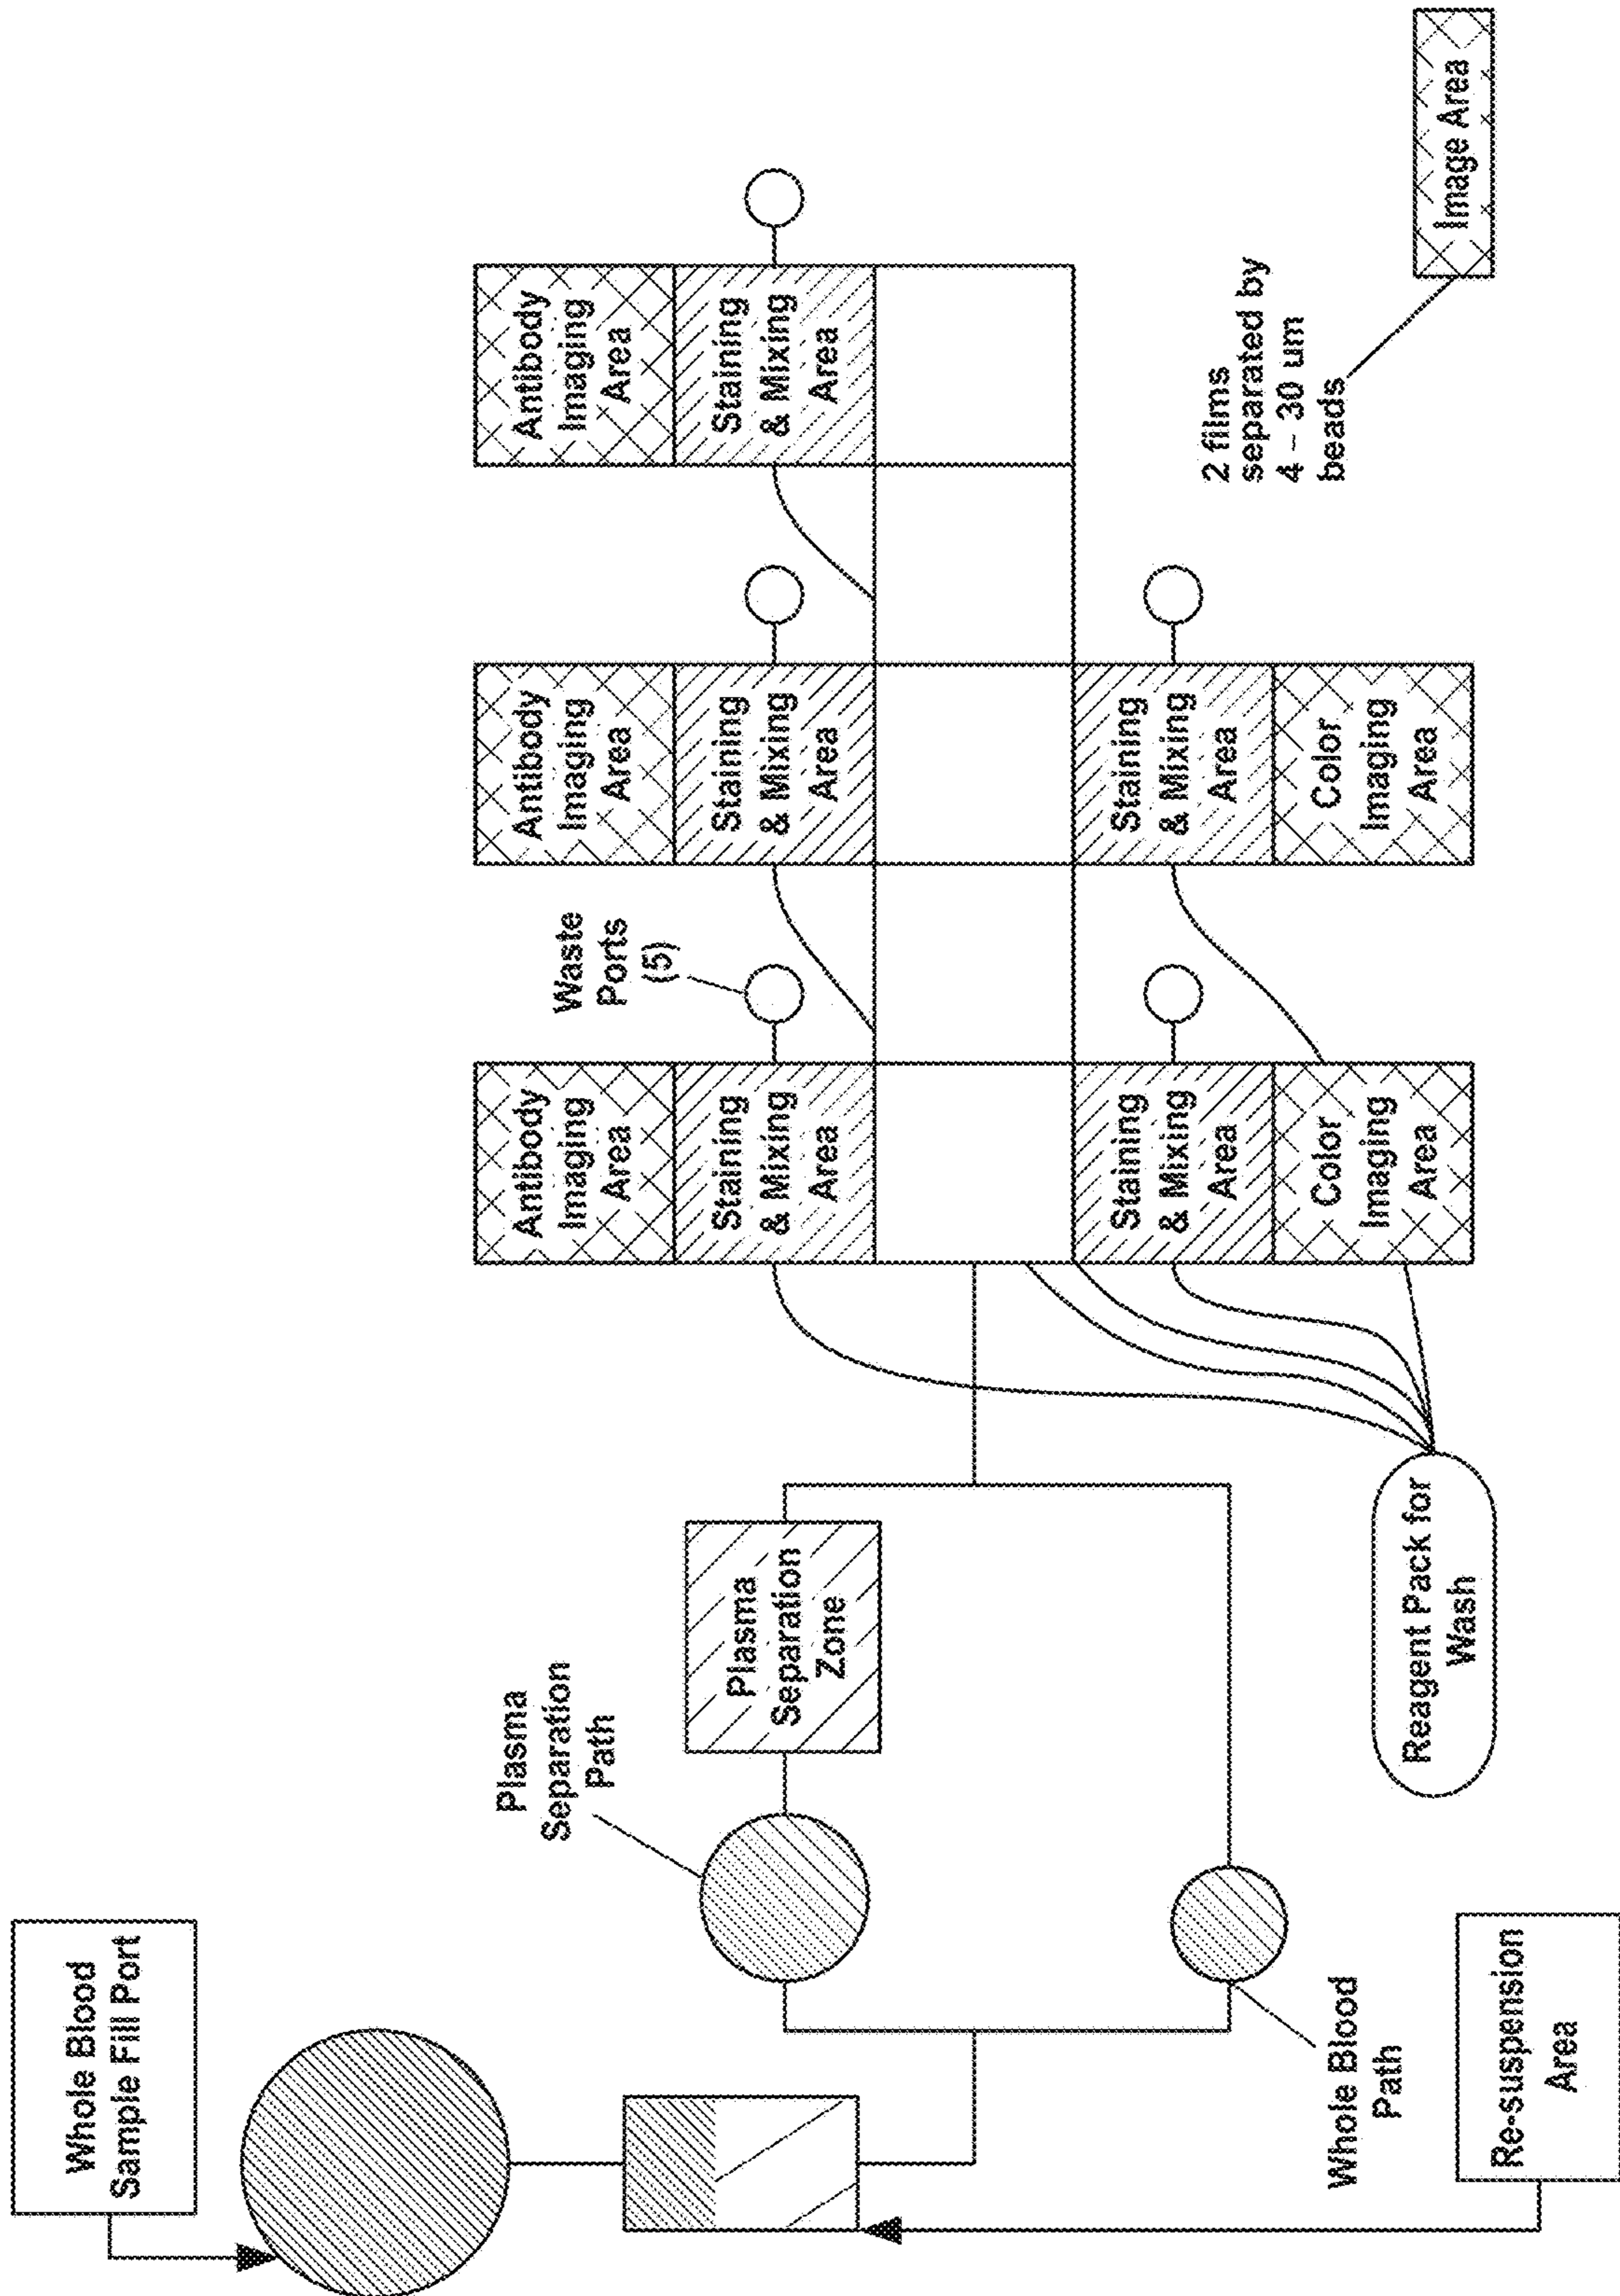 Whole Blood
Sample Fill Port
Plasma
Separation
Path
Plasma
Separation
Zone
Whole Blood
Path
Re-suspension
Area
Reagent Pack for
Wash
Antibody
Imaging
Area
Staining
& Mixing
Area
Staining
& Mixing
Area
Color
Imaging
Area
Waste
Ports
(5)
Antibody
Imaging
Area
Staining
& Mixing
Area
Staining
& Mixing
Area
Color
Imaging
Area
Antibody
Imaging
Area
Staining
& Mixing
Area
2 films
separated by
4 - 30 um
beads
Image Area